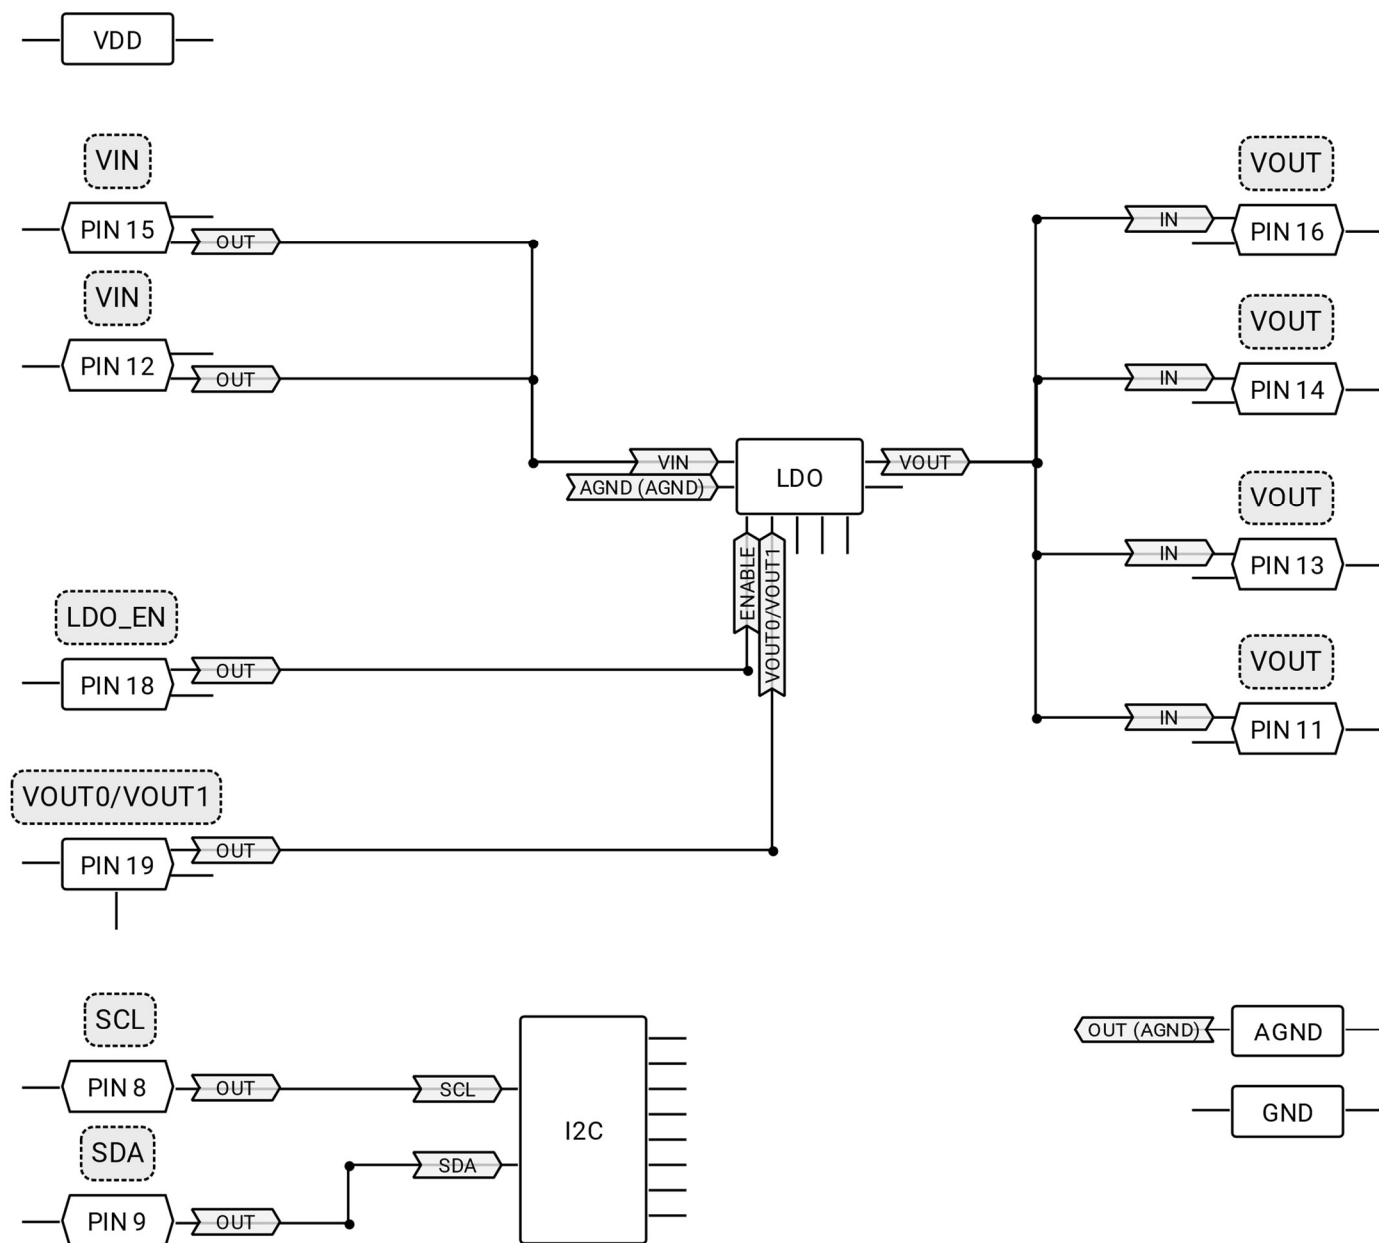 VDD
VIN
PIN 15
OUT
VIN
PIN 12
OUT
VIN
AGND (AGND)
LDO
VOUT
ENABLE
VOUT0/VOUT1
VOUT
IN
PIN 16
VOUT
IN
PIN 14
VOUT
IN
PIN 13
VOUT
IN
PIN 11
LDO_EN
PIN 18
OUT
VOUT0/VOUT1
PIN 19
OUT
SCL
PIN 8
OUT
SCL
SDA
PIN 9
OUT
SDA
I2C
OUT (AGND)
AGND
GND